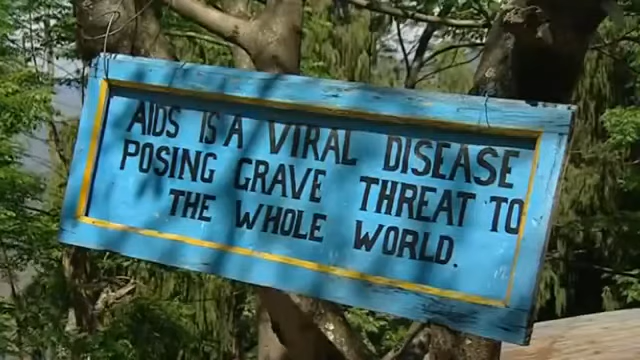 AIDS IS A VIRAL DISEASE
POSING GRAVE THREAT TO
THE WHOLE WORLD.